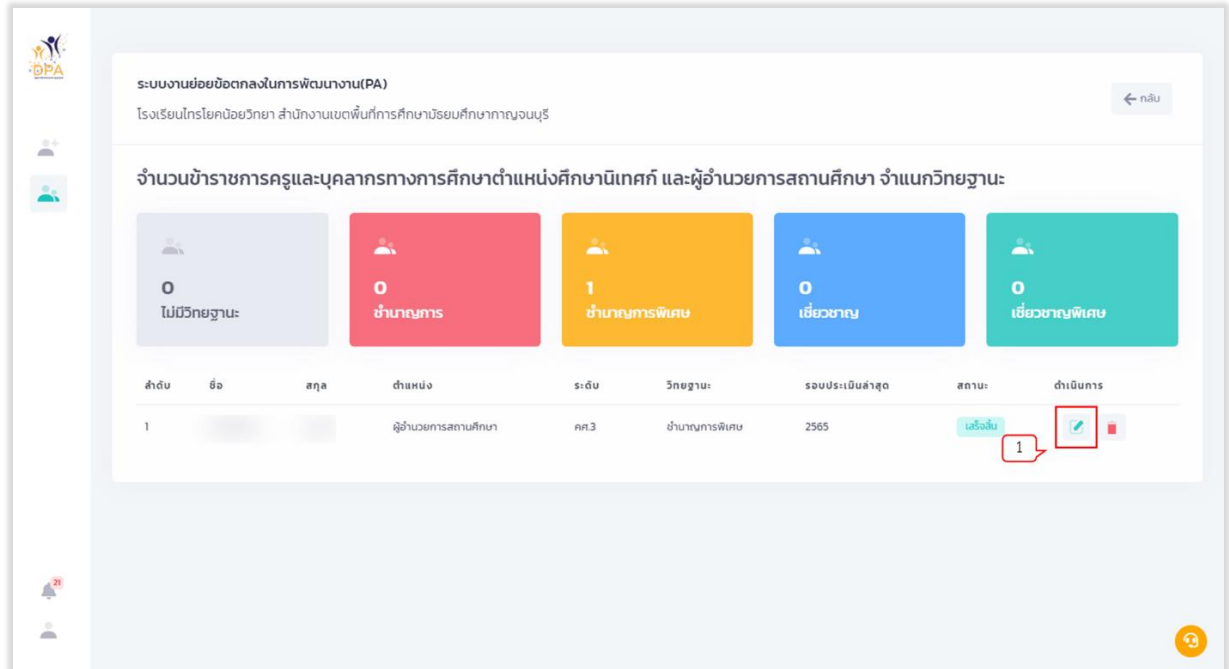 DPA
ระบบงานย่อยข้อตกลงในการพัฒนางาน(PA)
โรงเรียนไทรโยคน้อยวิทยา สำนักงานเขตพื้นที่การศึกษามัธยมศึกษากาญจนบุรี
กลับ
จำนวนข้าราชการครูและบุคลากรทางการศึกษาตำแหน่งศึกษานิเทศก์ และผู้อำนวยการสถานศึกษา จำแนกวิทยฐานะ
0
ไม่มีวิทยฐานะ
0
ชำนาญการ
1
ชำนาญการพิเศษ
0
เชี่ยวชาญ
0
เชี่ยวชาญพิเศษ
ลำดับ ชื่อ สกุล ตำแหน่ง ระดับ วิทยฐานะ รอบประเมินล่าสุด สถานะ ดำเนินการ
1 ผู้อำนวยการสถานศึกษา คศ.3 ชำนาญการพิเศษ 2565 เสร็จสิ้น
1
21